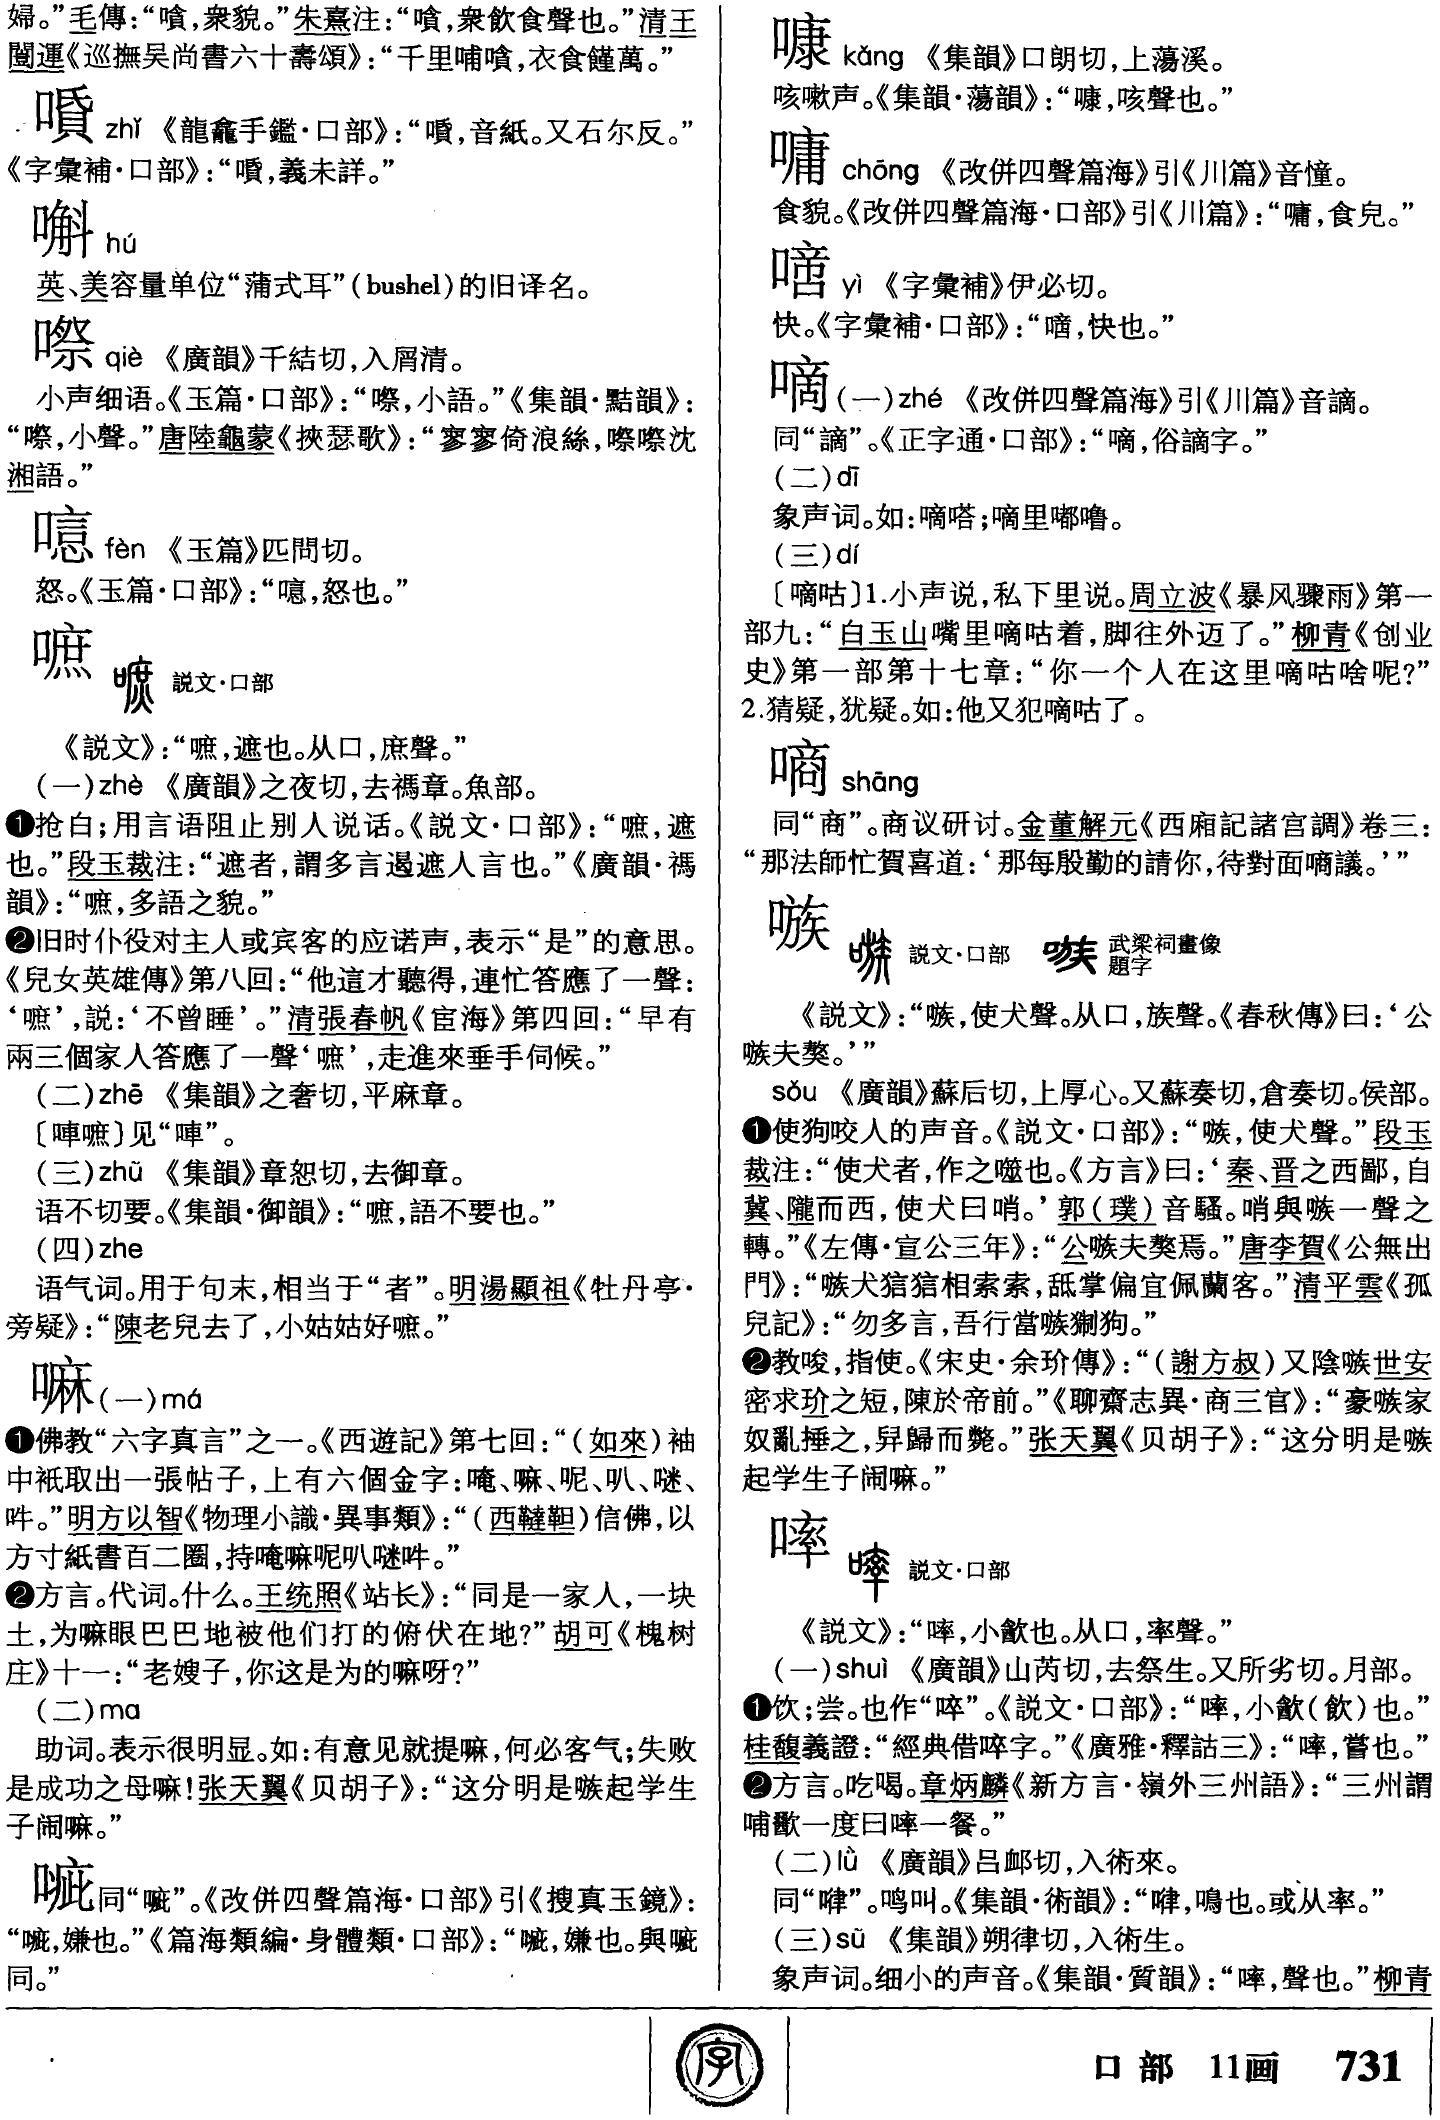 婦。”毛傳：“噲，衆貌。”朱熹注：“噲，衆飲食聲也。”清王
闓運《巡撫吴尚書六十壽頌》：“千里哺噲，衣食饉萬。”
zhǐ 《龍龕手鑑·口部》：“，音紙。又石尔反。”
《字彙補·口部》：“，義未詳。”
嘝 hú
英、美容量单位“蒲式耳”（bushel）的旧译名。
嚓 qiè 《廣韻》千結切，入屑清。
小声细语。《玉篇·口部》：“，小語。”《集韻·黠韻》：
“，小聲。”唐陸龜蒙《挾瑟歌》：“寥寥倚浪絲，沈
湘語。”
噫 fèn 《玉篇》匹問切。
怒。《玉篇·口部》：“，怒也。”
嗻 説文·口部
《説文》：“嗻，遮也。从口，庶聲。”
（一）zhè 《廣韻》之夜切，去禡章。魚部。
❶抢白；用言语阻止别人说话。《説文·口部》：“嗻，遮
也。”段玉裁注：“遮者，謂多言遏遮人言也。”《廣韻·禡
韻》：“嗻，多語之貌。”
❷旧时仆役对主人或宾客的应诺声，表示“是”的意思。
《兒女英雄傳》第八回：“他這才聽得，連忙答應了一聲：
‘嗻’，説：‘不曾睡’。”清張春帆《宦海》第四回：“早有
兩三個家人答應了一聲‘嗻’，走進來垂手伺候。”
（二）zhē 《集韻》之奢切，平麻章。
〔嗹嗻〕见“嗹”。
（三）zhù 《集韻》章恕切，去御章。
语不切要。《集韻·御韻》：“嗻，語不要也。”
（四）zhe
语气词。用于句末，相当于“者”。明湯顯祖《牡丹亭·
旁疑》：“陳老兒去了，小姑姑好嗻。”
嘛（一）má
❶佛教“六字真言”之一。《西遊記》第七回：“（如來）袖
中衹取出一張帖子，上有六個金字：唵、嘛、呢、叭、㘝、
吽。”明方以智《物理小識·異事類》：“（西韃靼）信佛，以
方寸紙書百二圈，持唵嘛呢叭㘝吽。”
❷方言。代词。什么。王统照《站长》：“同是一家人，一块
土，为嘛眼巴巴地被他们打的俯伏在地？”胡可《槐树
庄》十一：“老嫂子，你这是为的嘛呀？”
（二）ma
助词。表示很明显。如：有意见就提嘛，何必客气；失败
是成功之母嘛！张天翼《贝胡子》：“这分明是嗾起学生
子闹嘛。”
同“”。《改併四聲篇海·口部》引《搜真玉鏡》：
“，嫌也。”《篇海類編·身體類·口部》：“，嫌也。與
同。”
嵻 kǎng 《集韻》口朗切，上蕩溪。
咳嗽声。《集韻·蕩韻》：“，咳聲也。”
chōng 《改併四聲篇海》引《川篇》音憧。
食貌。《改併四聲篇海·口部》引《川篇》：“，食皃。”
yì 《字彙補》伊必切。
快。《字彙補·口部》：“，快也。”
嘀（一）zhé 《改併四聲篇海》引《川篇》音謫。
同“謫”。《正字通·口部》：“嘀，俗謫字。”
（二）dī
象声词。如：嘀嗒；嘀里嘟噜。
（三）dí
〔嘀咕〕1.小声说，私下里说。周立波《暴风骤雨》第一
部九：“白玉山嘴里嘀咕着，脚往外迈了。”柳青《创业
史》第一部第十七章：“你一个人在这里嘀咕啥呢？”
2.猜疑，犹疑。如：他又犯嘀咕了。
㗾 shāng
同“商”。商议研讨。金董解元《西廂記諸宫調》卷三：
“那法師忙賀喜道：‘那每殷勤的請你，待對面㗾議。’”
嗾 説文·口部 武梁祠畫像
題字
《説文》：“嗾，使犬聲。从口，族聲。《春秋傳》曰：‘公
嗾夫獒。’”
sǒu 《廣韻》蘇后切，上厚心。又蘇奏切，倉奏切。侯部。
❶使狗咬人的声音。《説文·口部》：“嗾，使犬聲。”段玉
裁注：“使犬者，作之噬也。《方言》曰：‘秦、晋之西鄙，自
冀、隴而西，使犬曰哨。’郭（璞）音騷。哨與嗾一聲之
轉。”《左傳·宣公三年》：“公嗾夫獒焉。”唐李賀《公無出
門》：“嗾犬狺狺相索索，舐掌偏宜佩蘭客。”清平雲《孤
兒記》：“勿多言，吾行當嗾猘狗。”
❷教唆，指使。《宋史·余玠傳》：“（謝方叔）又陰嗾世安
密求玠之短，陳於帝前。”《聊齋志異·商三官》：“豪嗾家
奴亂捶之，舁歸而斃。”张天翼《贝胡子》：“这分明是嗾
起学生子闹嘛。”
㗲 説文·口部
《説文》：“，小㱃也。从口，率聲。”
（一）shuì 《廣韻》山芮切，去祭生。又所劣切。月部。
❶饮；尝。也作“啐”。《説文·口部》：“，小㱃（飲）也。”
桂馥義證：“經典借啐字。”《廣雅·釋詁三》：“，嘗也。”
❷方言。吃喝。章炳麟《新方言·嶺外三州語》：“三州謂
哺歠一度曰一餐。”
（二）lǜ 《廣韻》吕卹切，入術來。
同“嵂”。鸣叫。《集韻·術韻》：“，鳴也。或从率。”
（三）sù 《集韻》朔律切，入術生。
象声词。细小的声音。《集韻·質韻》：“，聲也。”柳青
字
口部 11画 731